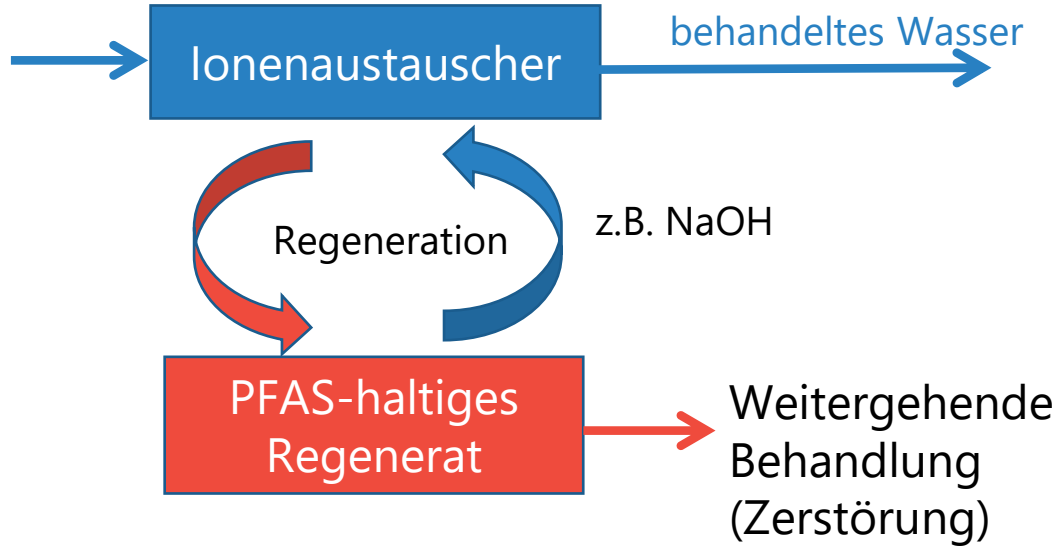 behandeltes Wasser
Ionenaustauscher
Regeneration
z.B. NaOH
PFAS-haltiges
Regenerat
Weitergehende
Behandlung
(Zerstörung)